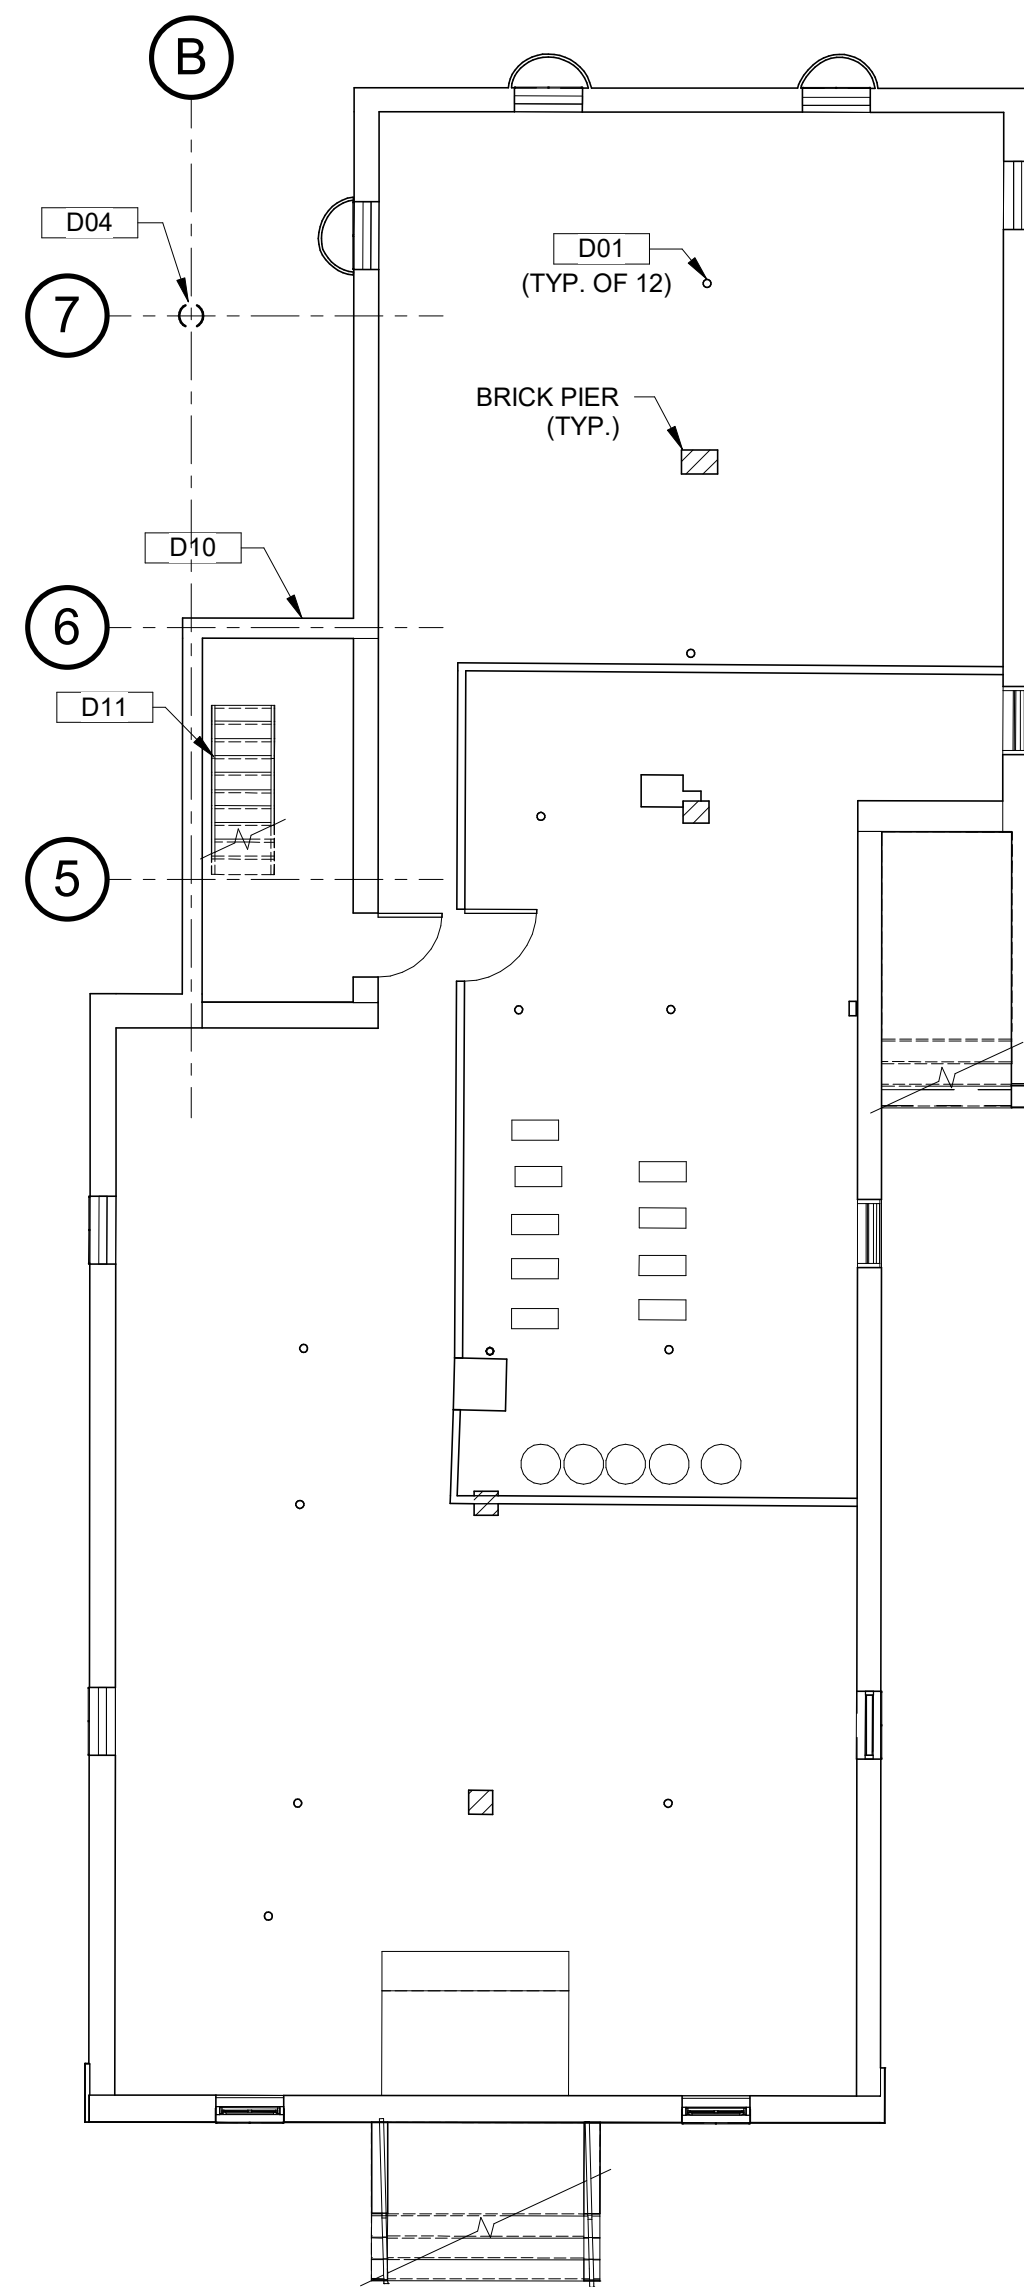 B
D04
D01
(TYP. OF 12)
7
BRICK PIER
(TYP.)
D10
6
D11
5